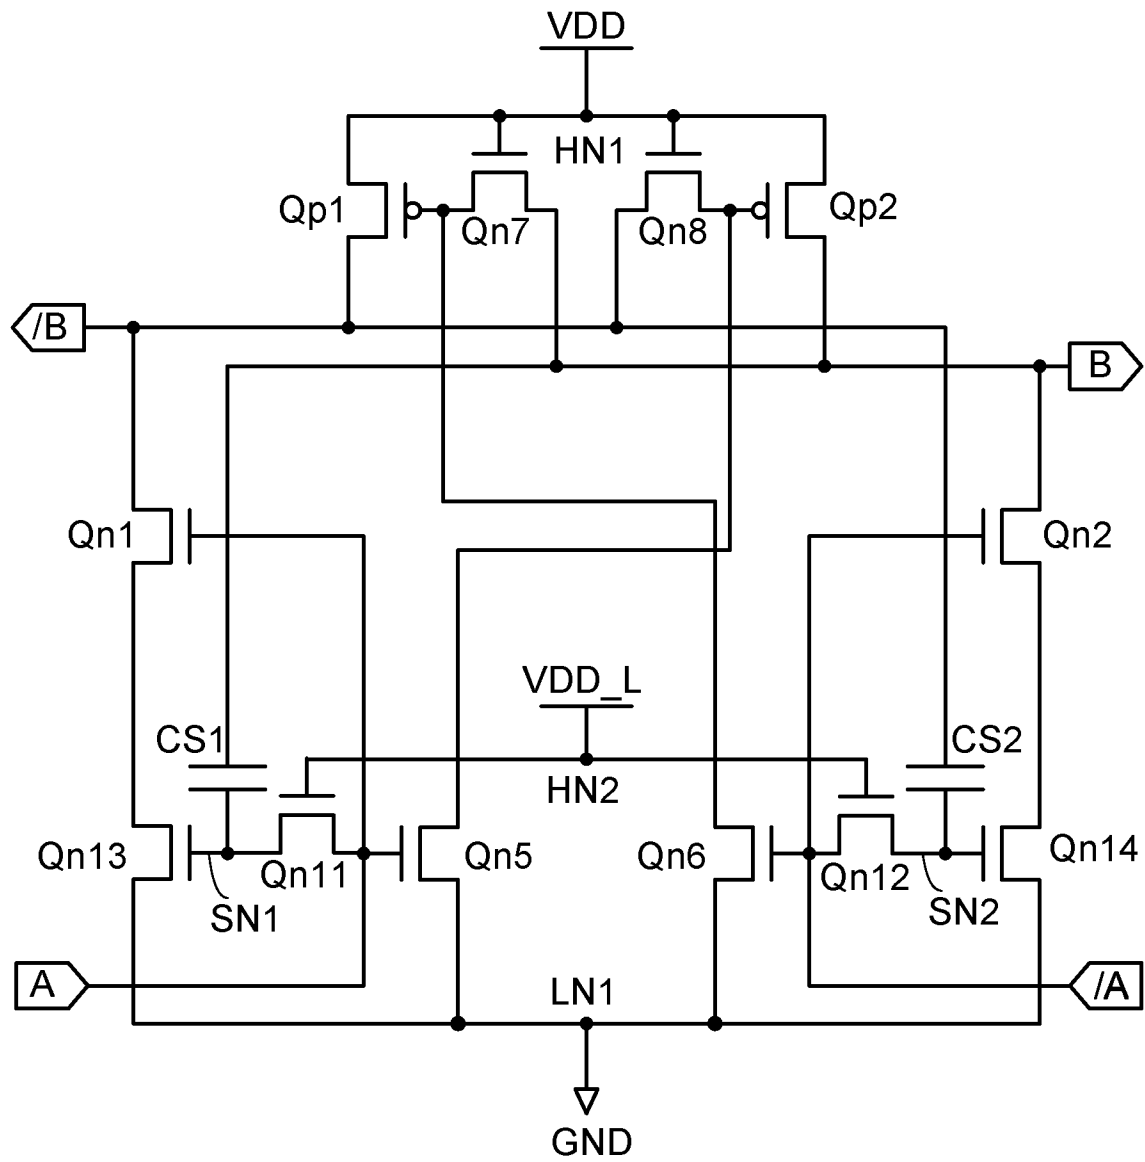 VDD
HN1
Qp1
Qn7
Qn8
Qp2
/B
B
Qn1
Qn2
VDD_L
CS1
CS2
HN2
Qn13
Qn11
Qn5
Qn6
Qn12
Qn14
SN1
SN2
A
LN1
/A
GND